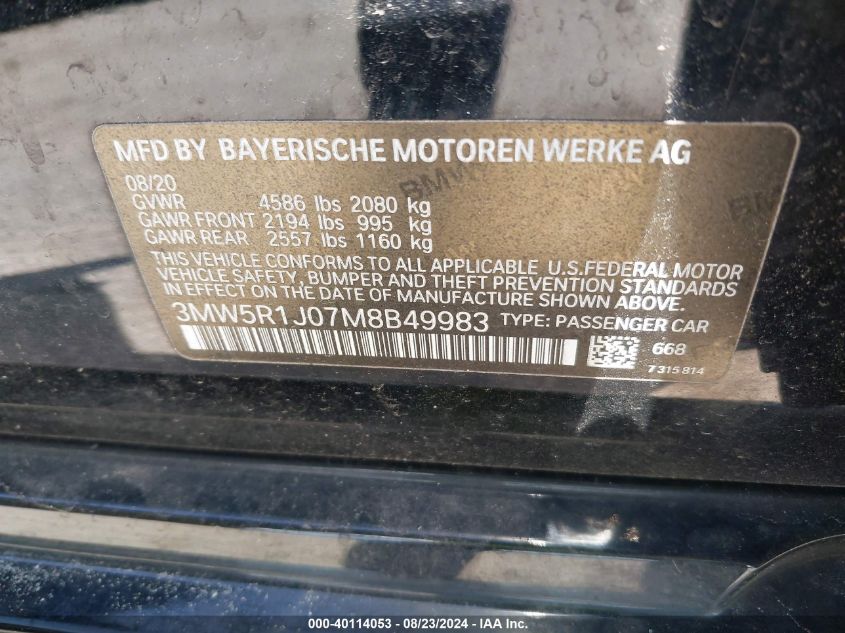 MFD BY BAYERISCHE MOTOREN WERKE AG
08/20
GVWR 4586 lbs 2080 kg
GAWR FRONT 2194 lbs 995 kg
GAWR REAR 2557 lbs 1160 kg
THIS VEHICLE CONFORMS TO ALL APPLICABLE U.S.FEDERAL MOTOR
VEHICLE SAFETY, BUMPER AND THEFT PREVENTION STANDARDS
IN EFFECT ON THE DATE OF MANUFACTURE SHOWN ABOVE.
3MW5R1J07M8B49983 TYPE: PASSENGER CAR
668
7315814
000-40114053 - 08/23/2024 - IAAI.COM